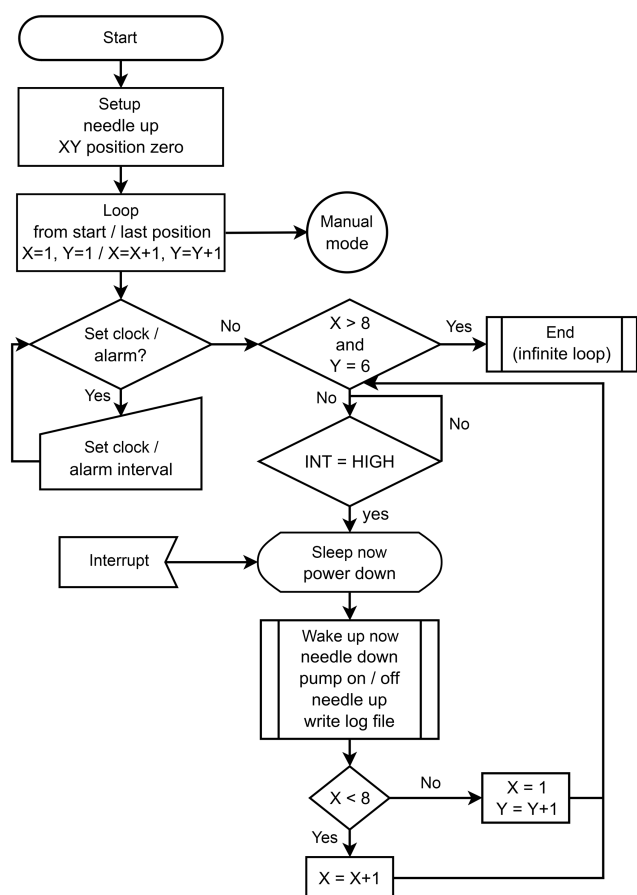 Start
Setup
needle up
XY position zero
Loop
from start / last position
X=1, Y=1 / X=X+1, Y=Y+1
Manual
mode
Set clock /
alarm?
No
X > 8
and
Y = 6
Yes
End
(infinite loop)
Yes
Set clock /
alarm interval
No
INT = HIGH
No
yes
Interrupt
Sleep now
power down
Wake up now
needle down
pump on / off
needle up
write log file
X < 8
No
X = 1
Y = Y+1
Yes
X = X+1